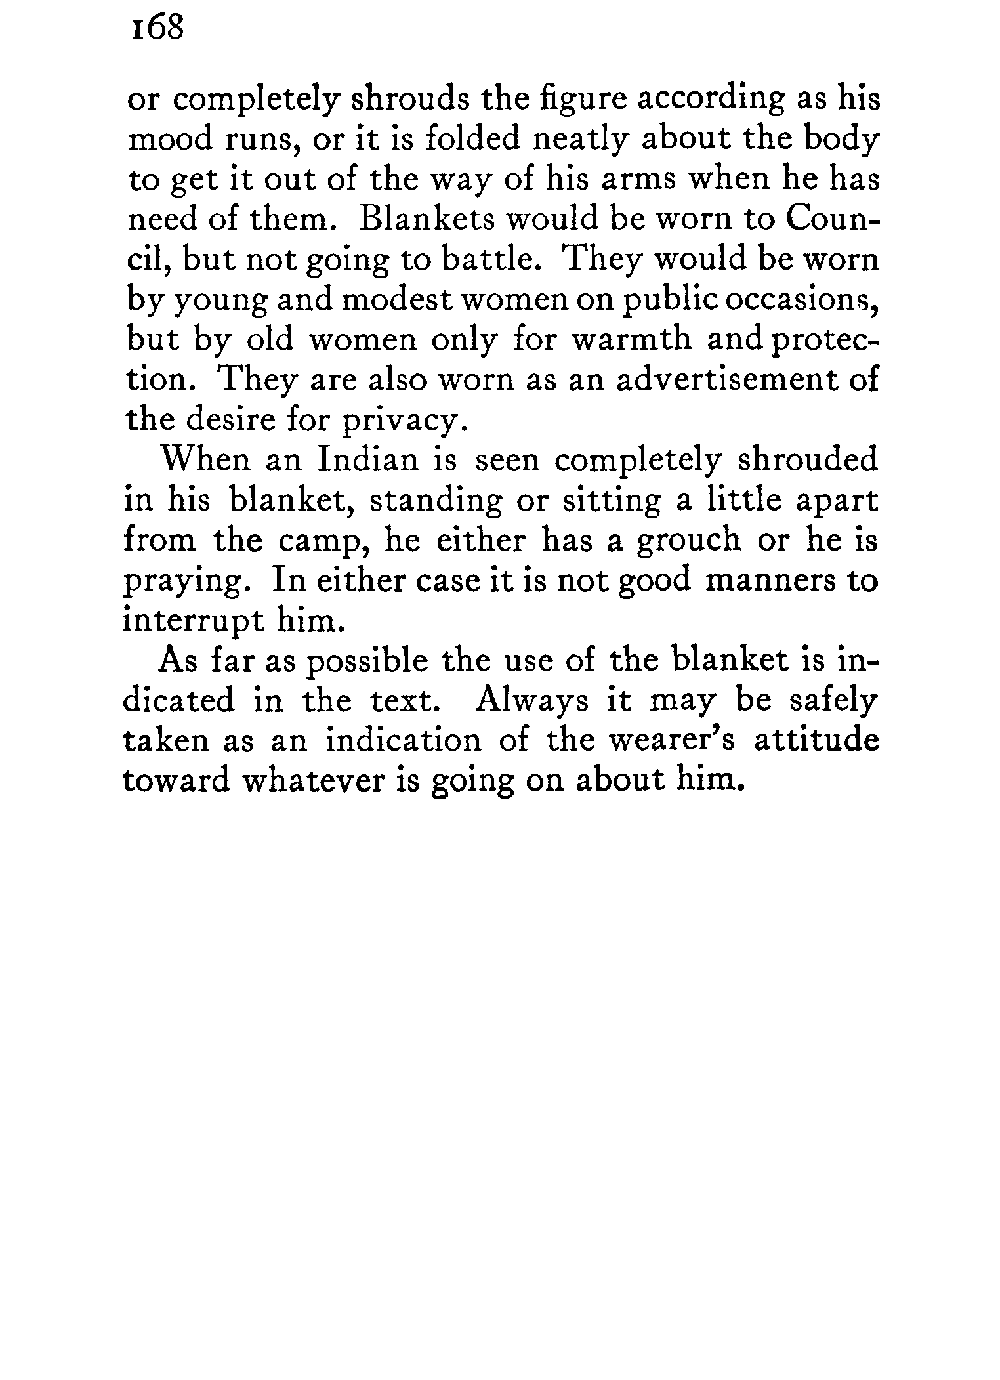 168
or completely shrouds the figure according as his
mood runs, or it is folded neatly about the body
to get it out of the way of his arms when he has
need of them. Blankets would be worn to Coun-
cil, but not going to battle. They would be worn
by young and modest women on public occasions,
but by old women only for warmth and protec-
tion. They are also worn as an advertisement of
the desire for privacy.
When an Indian is seen completely shrouded
in his blanket, standing or sitting a little apart
from the camp, he either has a grouch or he is
praying. In either case it is not good manners to
interrupt him.
As far as possible the use of the blanket is in-
dicated in the text. Always it may be safely
taken as an indication of the wearer's attitude
toward whatever is going on about him.